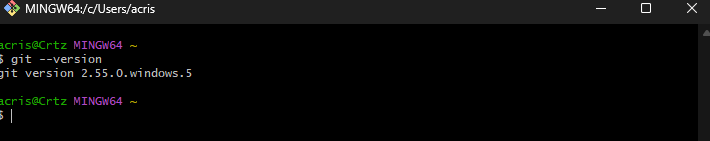 MINGW64:/c/Users/acris
acris@Crtz MINGW64 ~
$ git --version
git version 2.55.0.windows.5
acris@Crtz MINGW64 ~
$